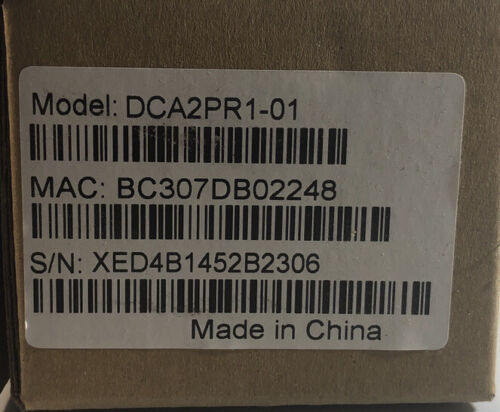 Model: DCA2PR1-01
MAC: BC307DB02248
S/N: XED4B1452B2306
Made in China